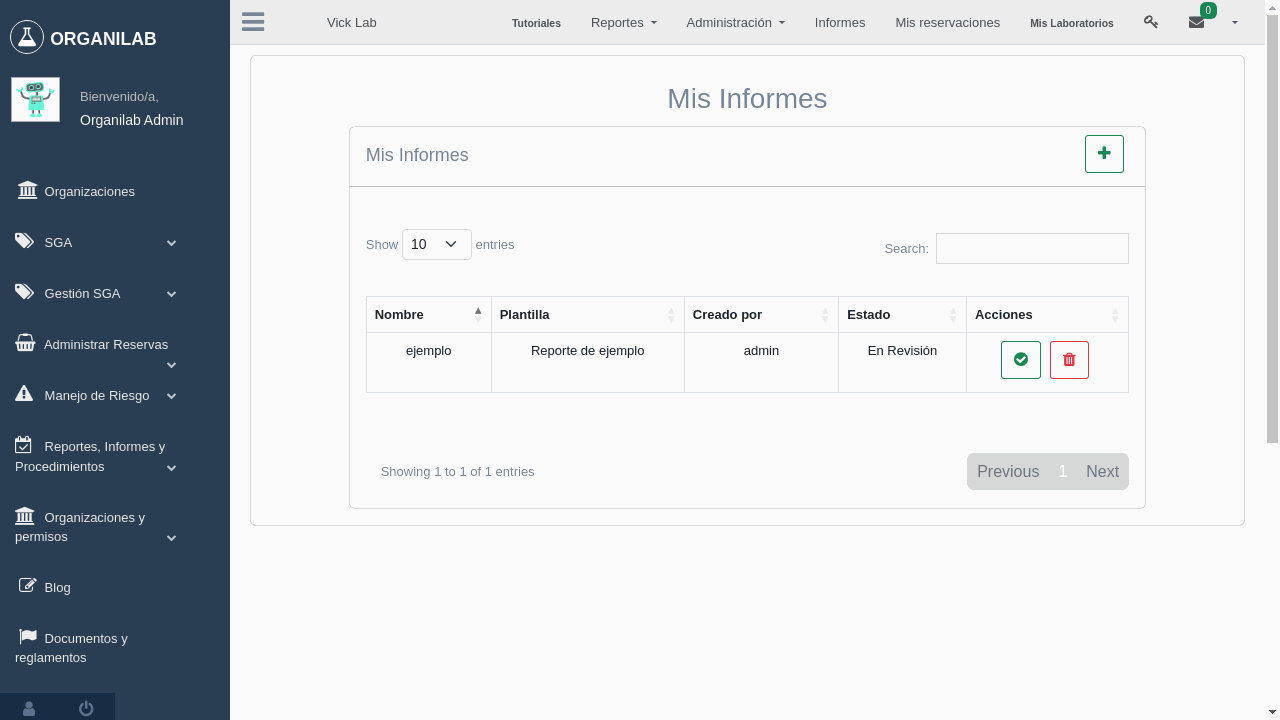 ORGANILAB
Bienvenido/a,
Organilab Admin
Organizaciones
SGA
Gestión SGA
Administrar Reservas
Manejo de Riesgo
Reportes, Informes y
Procedimientos
Organizaciones y
permisos
Blog
Documentos y
reglamentos
Vick Lab Tutoriales Reportes Administración Informes Mis reservaciones Mis Laboratorios 0
Mis Informes
Mis Informes
Show 10 entries Search:
Nombre Plantilla Creado por Estado Acciones
ejemplo Reporte de ejemplo admin En Revisión
Showing 1 to 1 of 1 entries Previous 1 Next